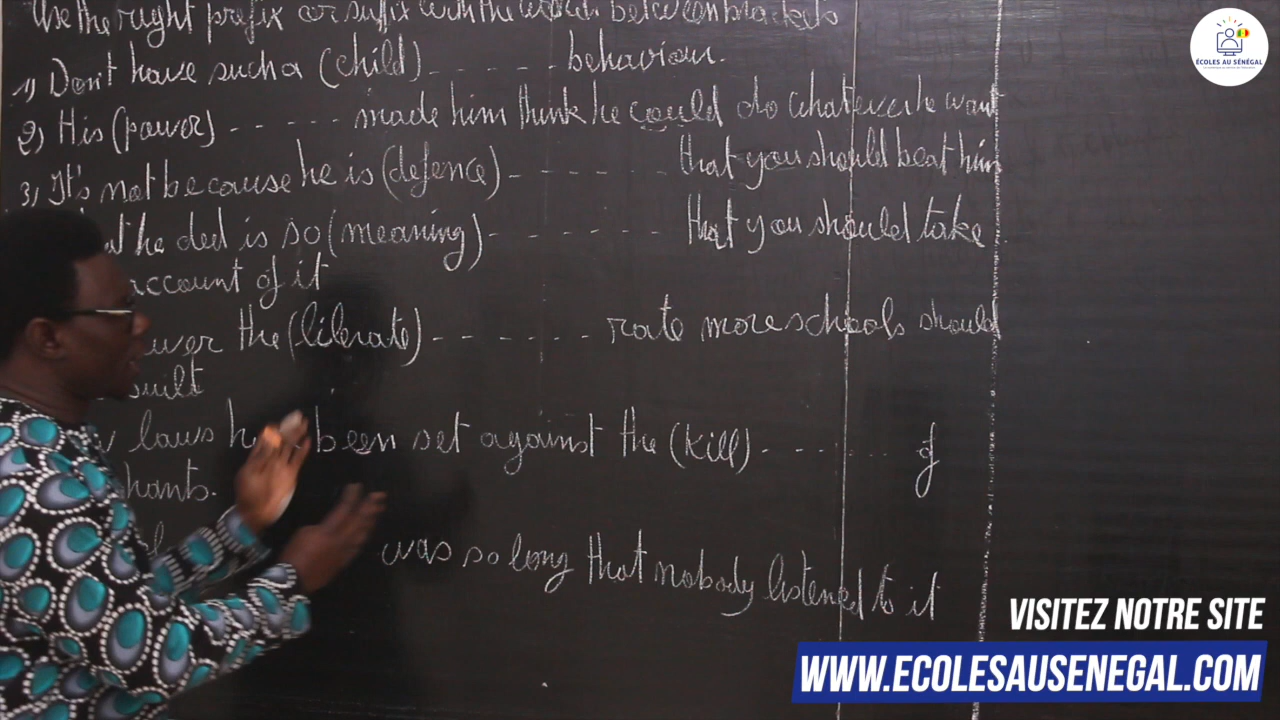 Use the right prefix or suffix with the words between brackets
1) Don't have such a (child) - - - - - - behaviour.
2) His (power) - - - - - - made him think he could do whatever he want
3) It's not because he is (defence) - - - - - - - that you should beat him
he did is so (meaning) - - - - - - - that you should take
account of it
the (literate) - - - - - - - rate more schools should
built
laws been set against the (kill) - - - - - - of
was so long that nobody listened to it
ÉCOLES AU SÉNÉGAL
VISITEZ NOTRE SITE
WWW.ECOLESAUSENEGAL.COM